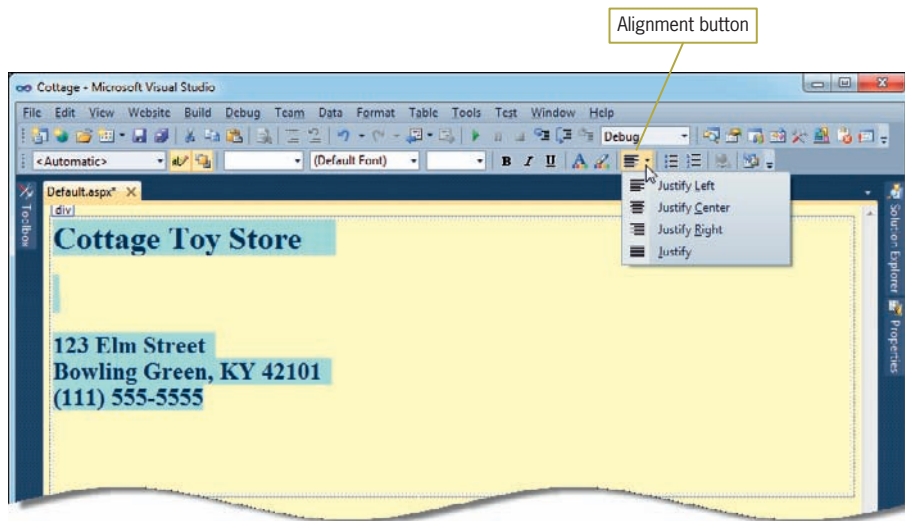 Alignment button
Cottage - Microsoft Visual Studio
File Edit View Website Build Debug Team Data Format Table Tools Test Window Help
Debug
<Automatic> ab/ (Default Font) B I U A
Justify Left
Justify Center
Justify Right
Justify
Default.aspx* X
Toolbox
div
Cottage Toy Store
123 Elm Street
Bowling Green, KY 42101
(111) 555-5555
Solution Explorer
Properties